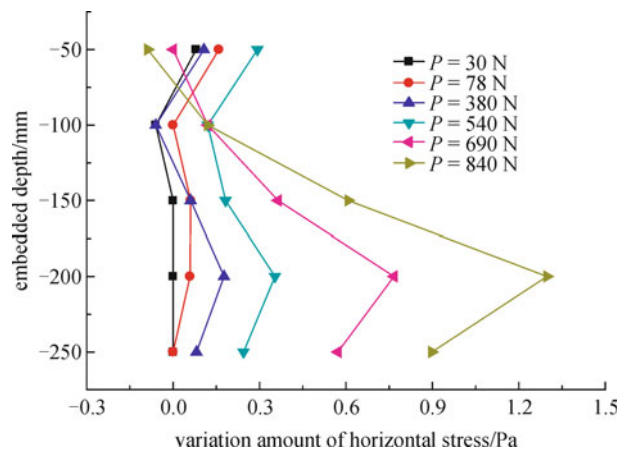 −50
−100
−150
−200
−250
embedded depth/mm
P = 30 N
P = 78 N
P = 380 N
P = 540 N
P = 690 N
P = 840 N
−0.3 0.0 0.3 0.6 0.9 1.2 1.5
variation amount of horizontal stress/Pa